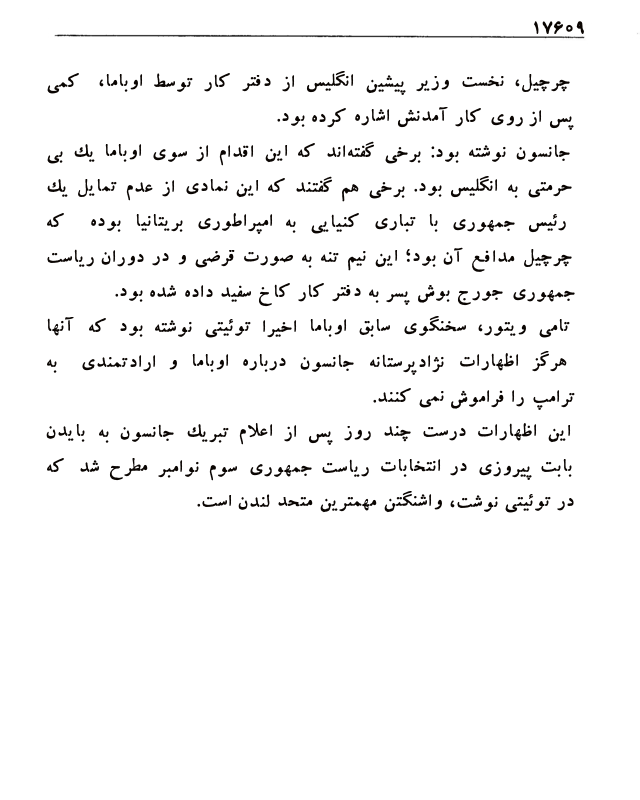 ۱۷۶۰۹
چرچیل، نخست وزیر پیشین انگلیس از دفتر کار توسط اوباما، کمی
پس از روی کار آمدنش اشاره کرده بود.
جانسون نوشته بود: برخی گفته‌اند که این اقدام از سوی اوباما یك بی
حرمتی به انگلیس بود. برخی هم گفتند که این نمادی از عدم تمایل یك
رئیس جمهوری با تباری کنیایی به امپراطوری بریتانیا بوده که
چرچیل مدافع آن بود؛ این نیم تنه به صورت قرضی و در دوران ریاست
جمهوری جورج بوش پسر به دفتر کار کاخ سفید داده شده بود.
تامی ویتور، سخنگوی سابق اوباما اخیرا توئیتی نوشته بود که آنها
هرگز اظهارات نژادپرستانه جانسون درباره اوباما و ارادتمندی به
ترامپ را فراموش نمی کنند.
این اظهارات درست چند روز پس از اعلام تبریك جانسون به بایدن
بابت پیروزی در انتخابات ریاست جمهوری سوم نوامبر مطرح شد که
در توئیتی نوشت، واشنگتن مهمترین متحد لندن است.